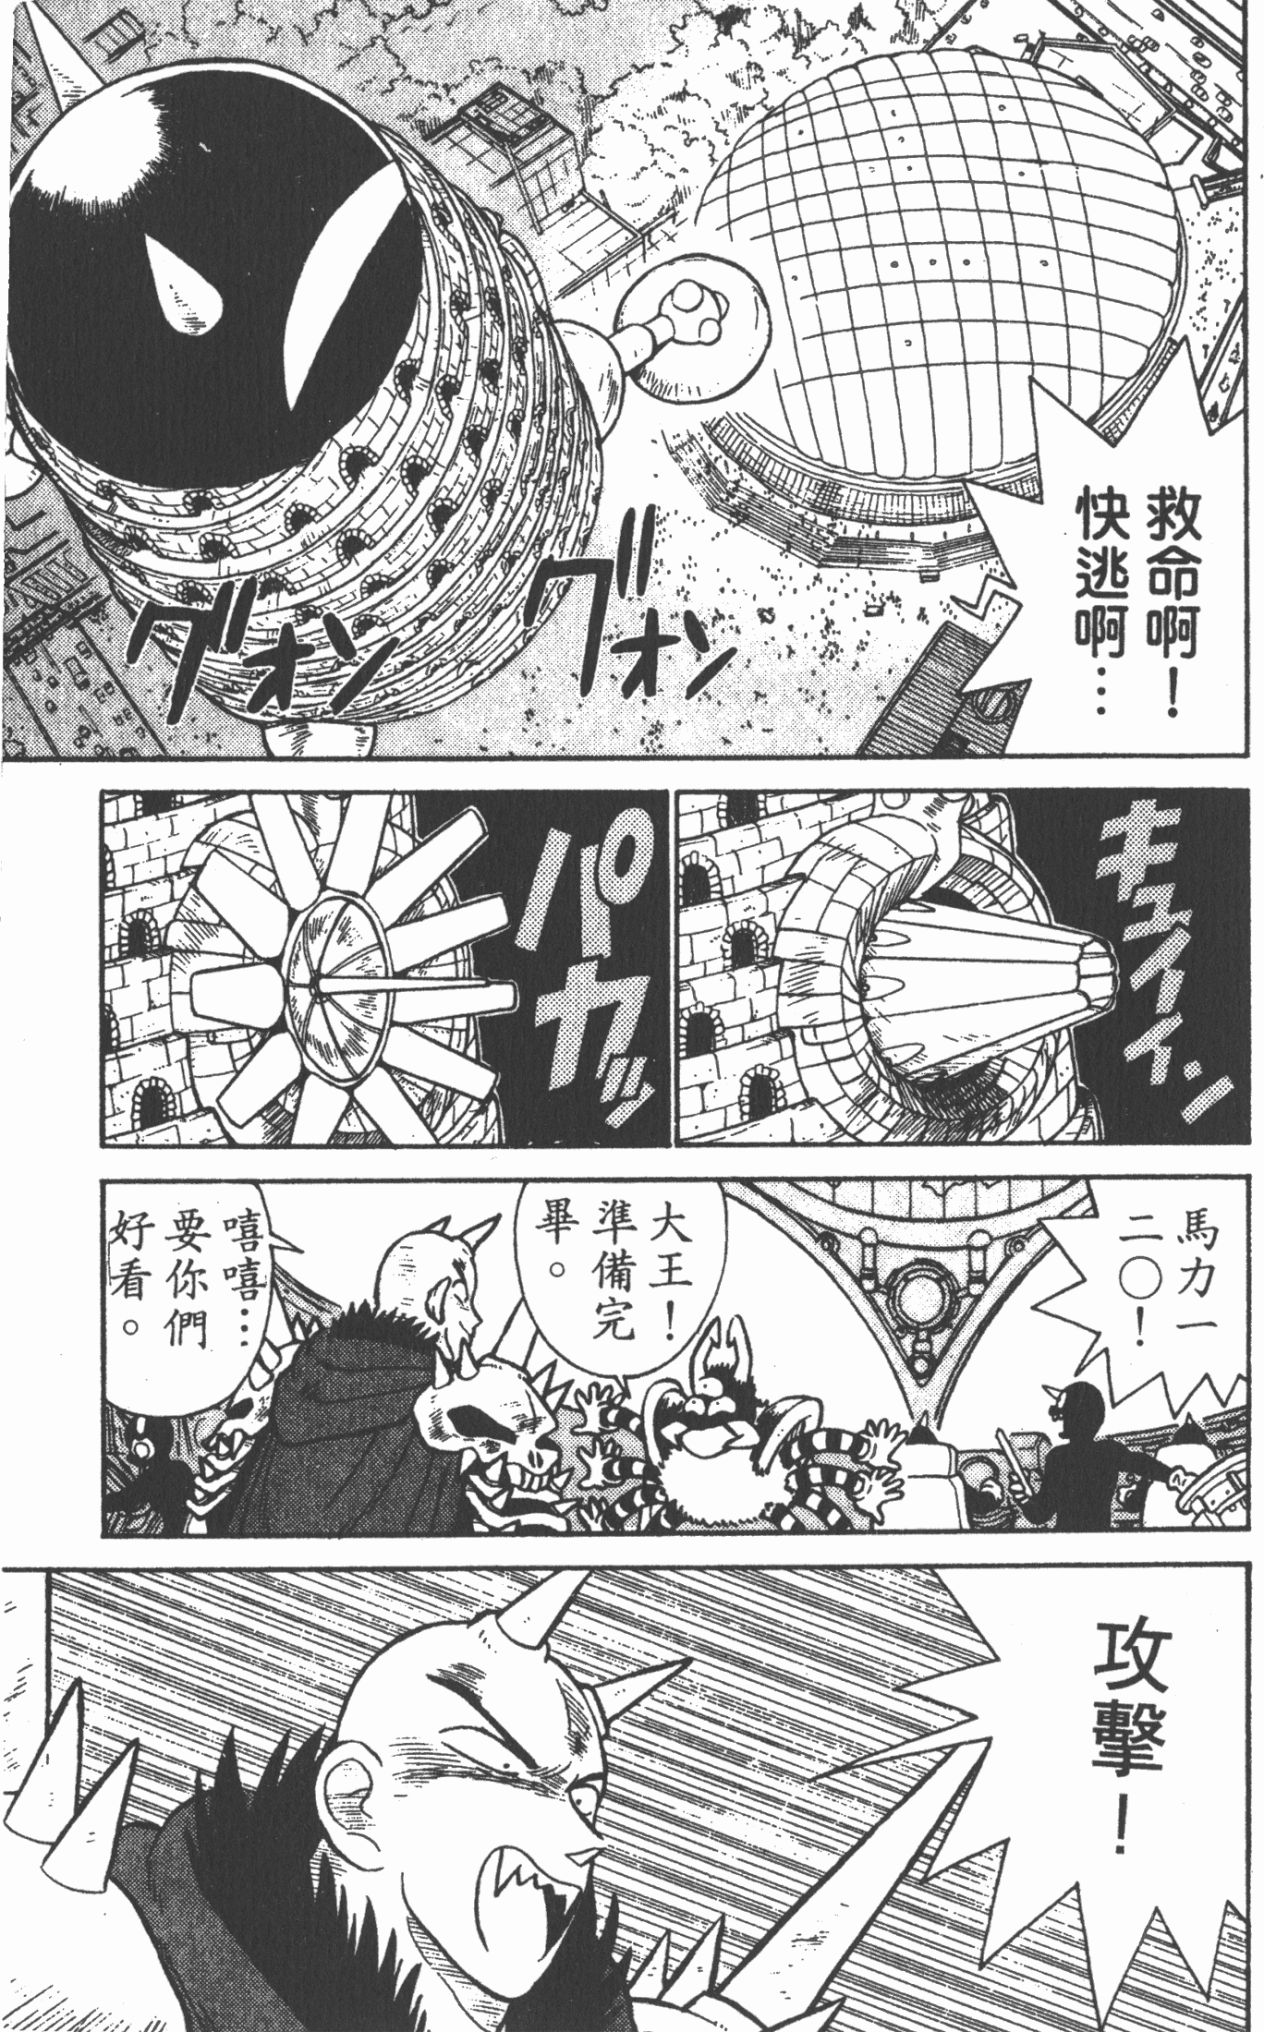 救命啊！
快逃啊…
グオン
グオン
キュイイイン
パカッ
馬力一
二〇！
大王！
準備完
畢。
嘻嘻…
要你們
好看。
攻擊！